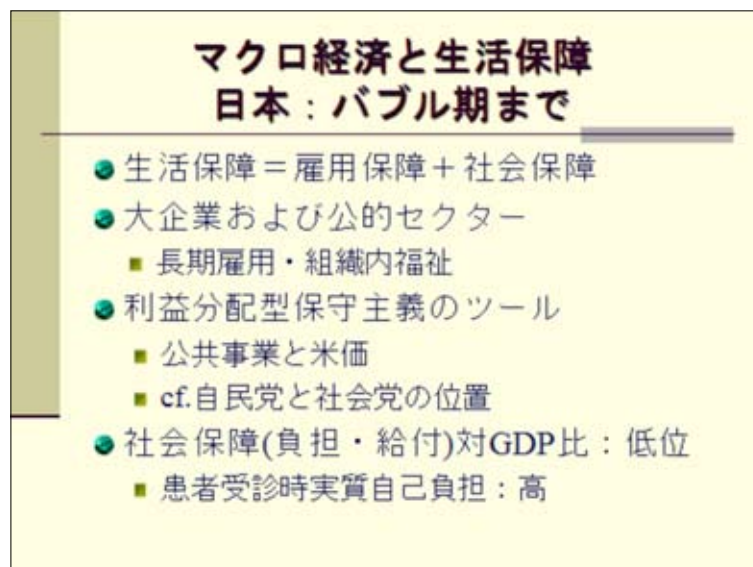 マクロ経済と生活保障
日本：バブル期まで
生活保障＝雇用保障＋社会保障
大企業および公的セクター
長期雇用・組織内福祉
利益分配型保守主義のツール
公共事業と米価
cf.自民党と社会党の位置
社会保障(負担・給付)対GDP比：低位
患者受診時実質自己負担：高